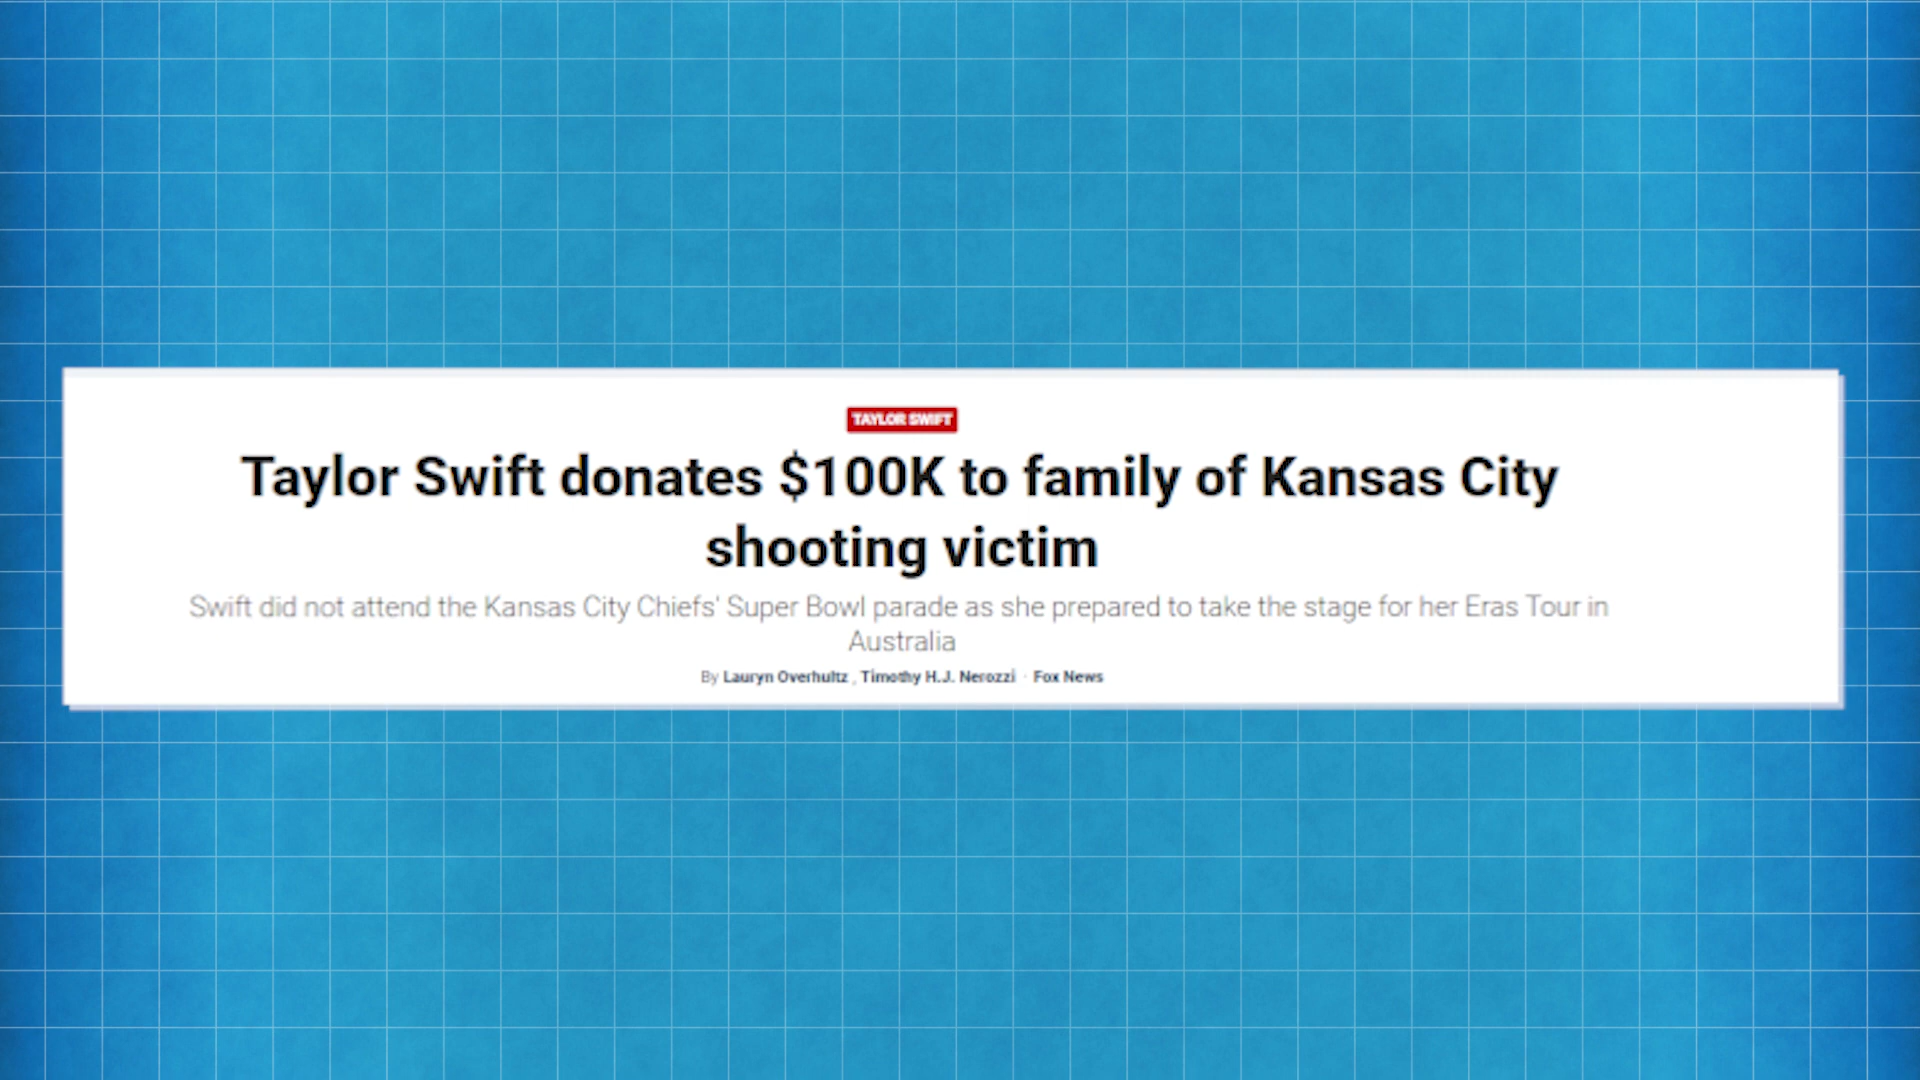 TAYLOR SWIFT
Taylor Swift donates $100K to family of Kansas City
shooting victim
Swift did not attend the Kansas City Chiefs' Super Bowl parade as she prepared to take the stage for her Eras Tour in
Australia
By Lauryn Overhultz , Timothy H.J. Nerozzi · Fox News